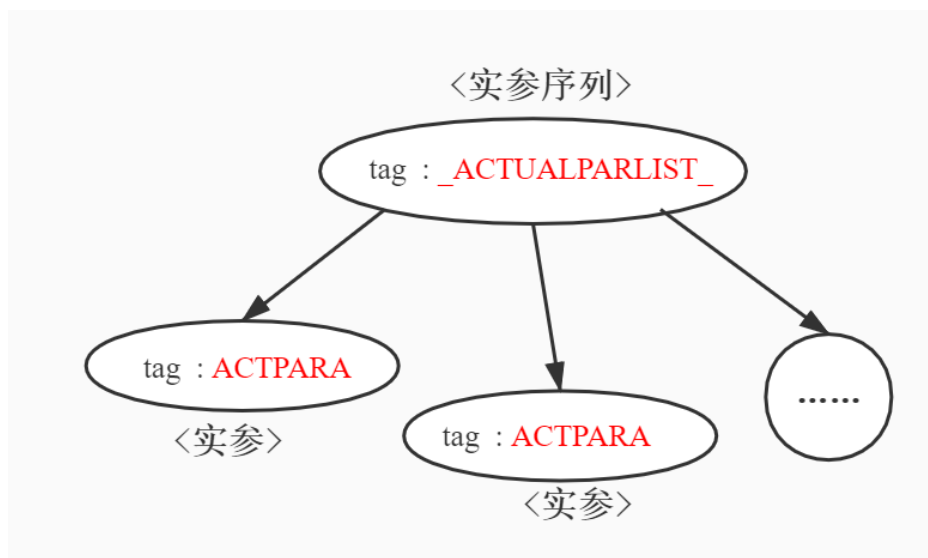 <实参序列>
tag : _ACTUALPARLIST_
tag : ACTPARA
<实参>
tag : ACTPARA
<实参>
……